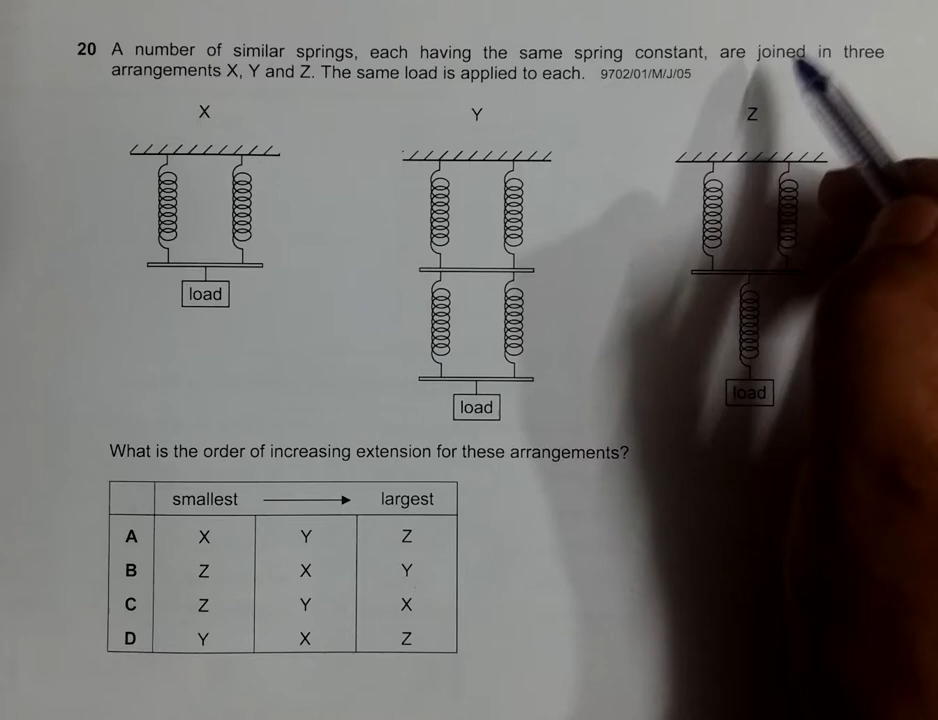 20 A number of similar springs, each having the same spring constant, are joined in three
arrangements X, Y and Z. The same load is applied to each. 9702/01/M/J/05
X Y Z
load
load
load
What is the order of increasing extension for these arrangements?
smallest largest
A X Y Z
B Z X Y
C Z Y X
D Y X Z